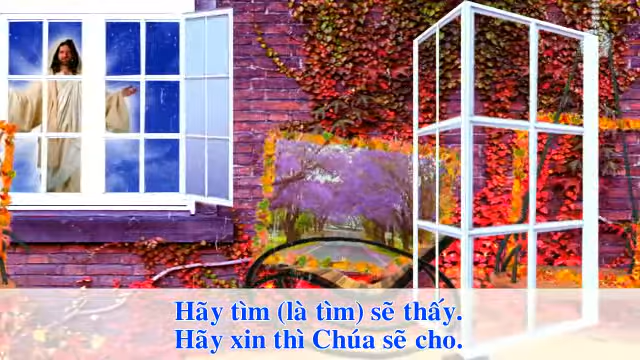 Hãy tìm (là tìm) sẽ thấy.
Hãy xin thì Chúa sẽ cho.